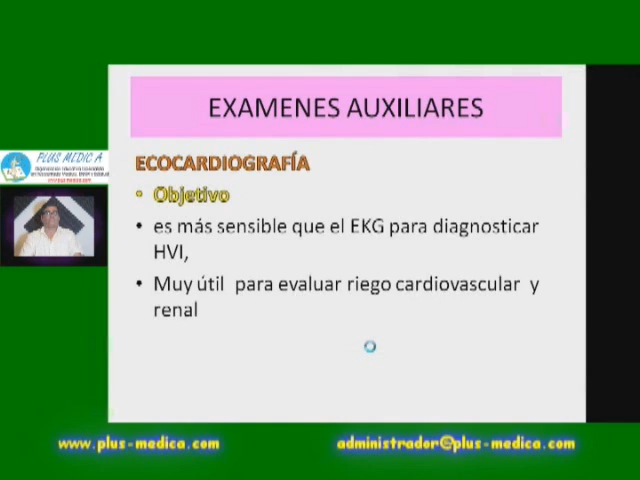 EXAMENES AUXILIARES
PLUS MEDIC A
ECOCARDIOGRAFÍA
• Objetivo
• es más sensible que el EKG para diagnosticar
HVI,
• Muy útil para evaluar riego cardiovascular y
renal
www.plus-medica.com
administrador@plus-medica.com